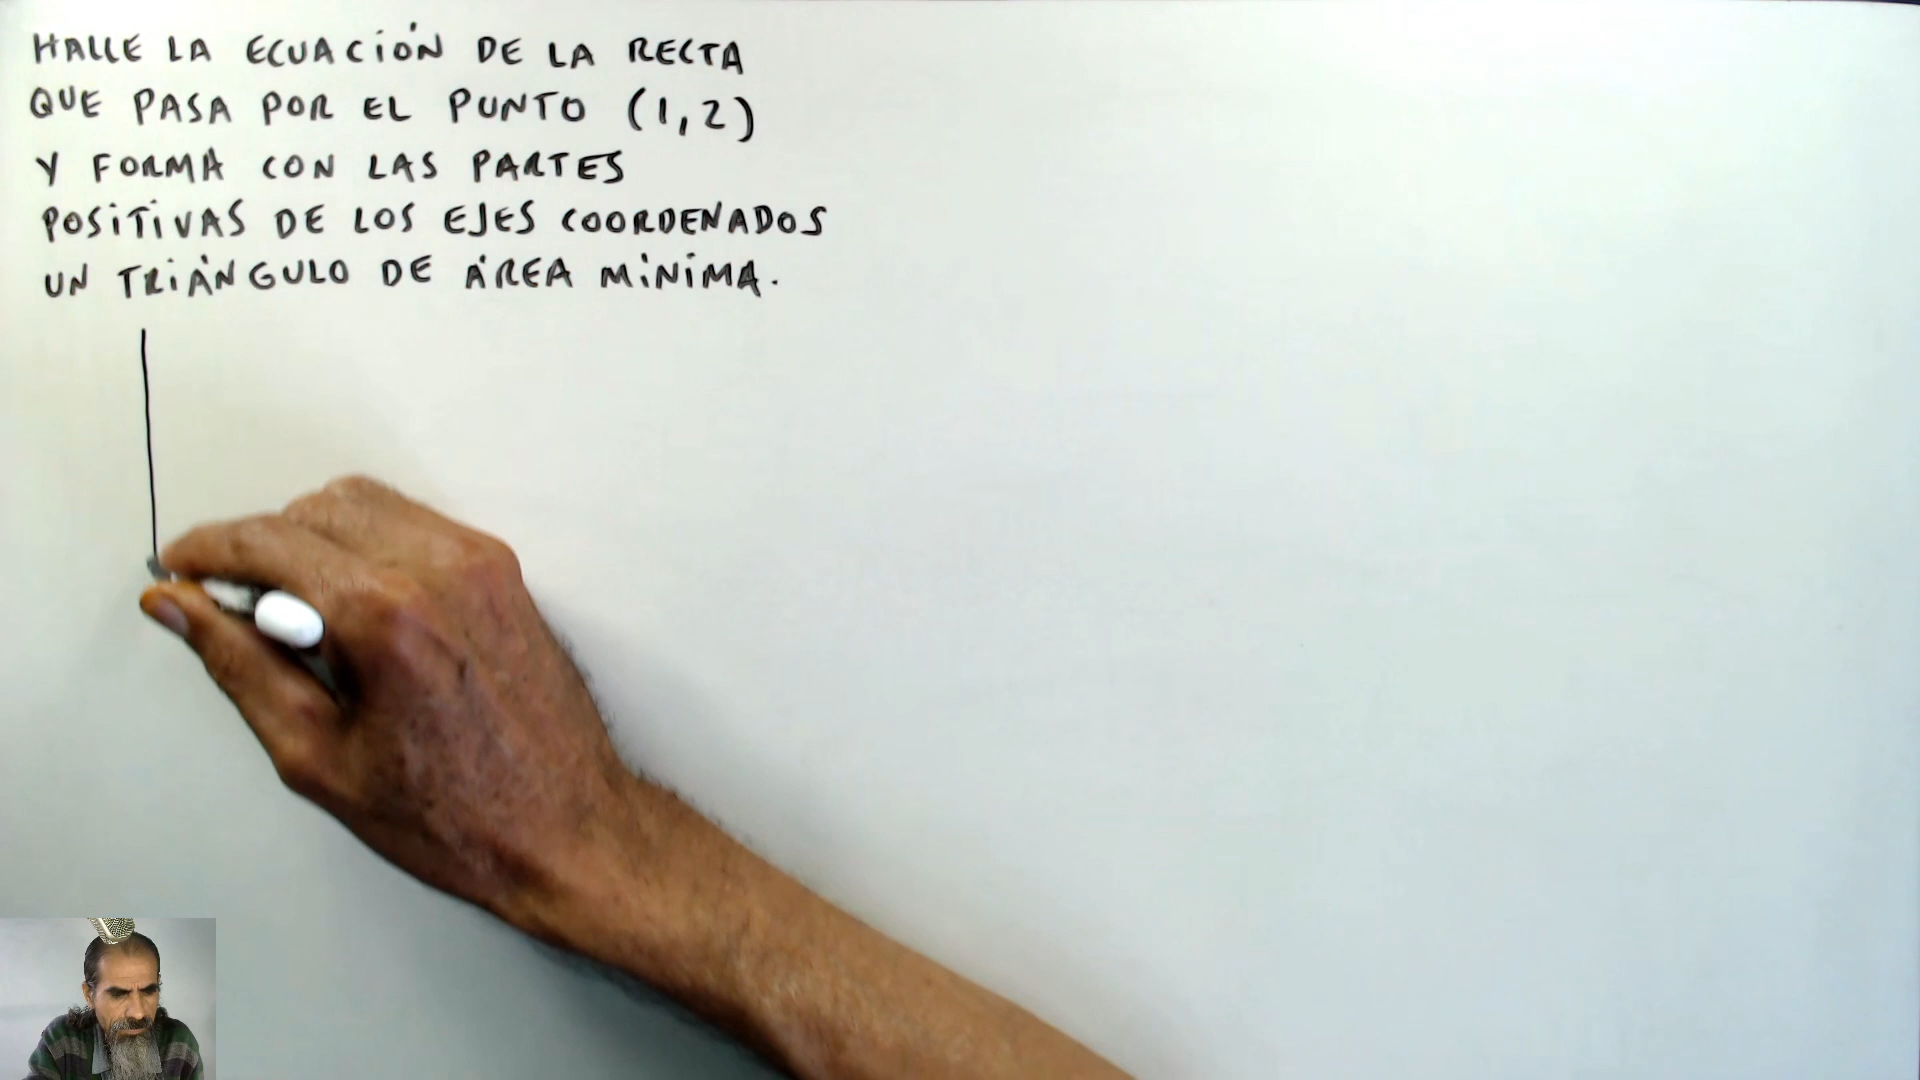 HALLE LA ECUACIÓN DE LA RECTA
QUE PASA POR EL PUNTO (1,2)
Y FORMA CON LAS PARTES
POSITIVAS DE LOS EJES COORDENADOS
UN TRIÁNGULO DE ÁREA MÍNIMA.